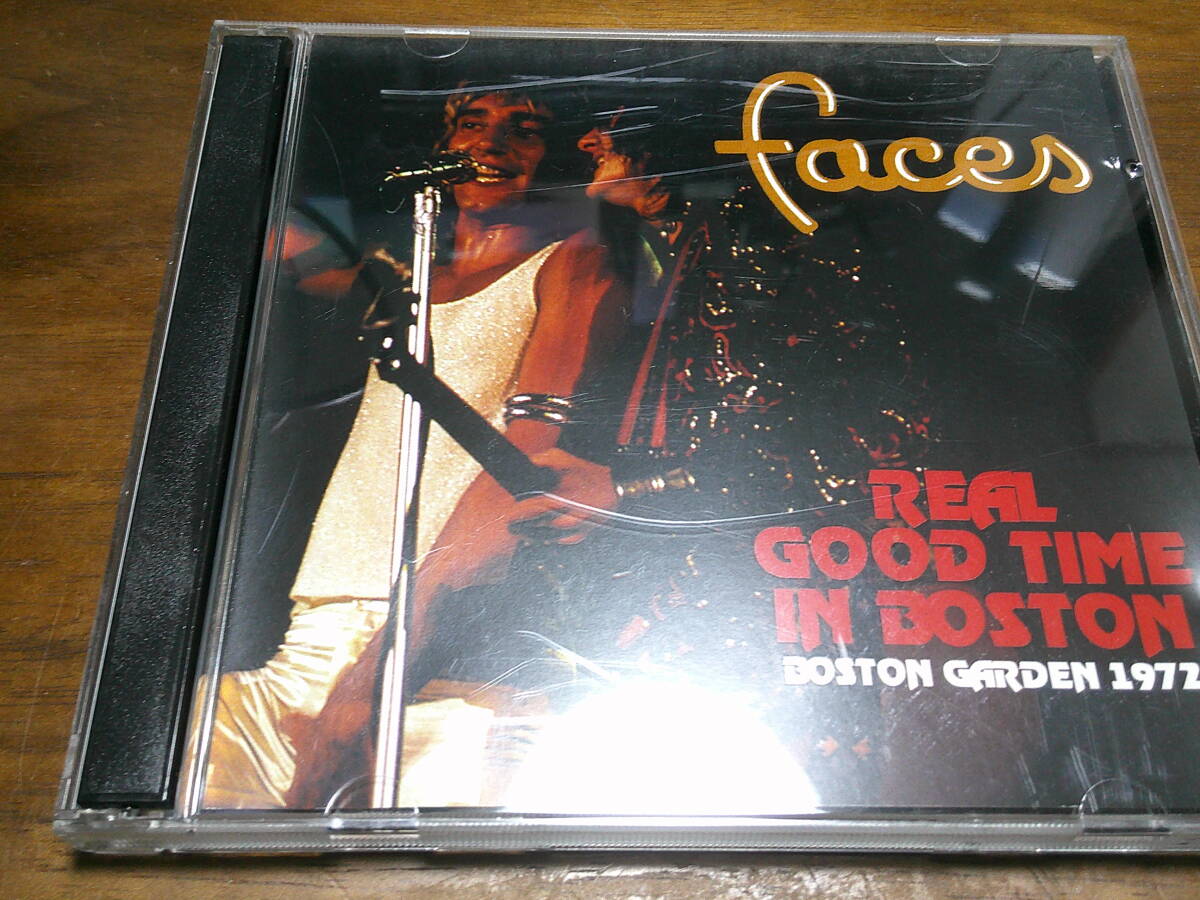 faces
REAL
GOOD TIME
IN BOSTON
BOSTON GARDEN 1972